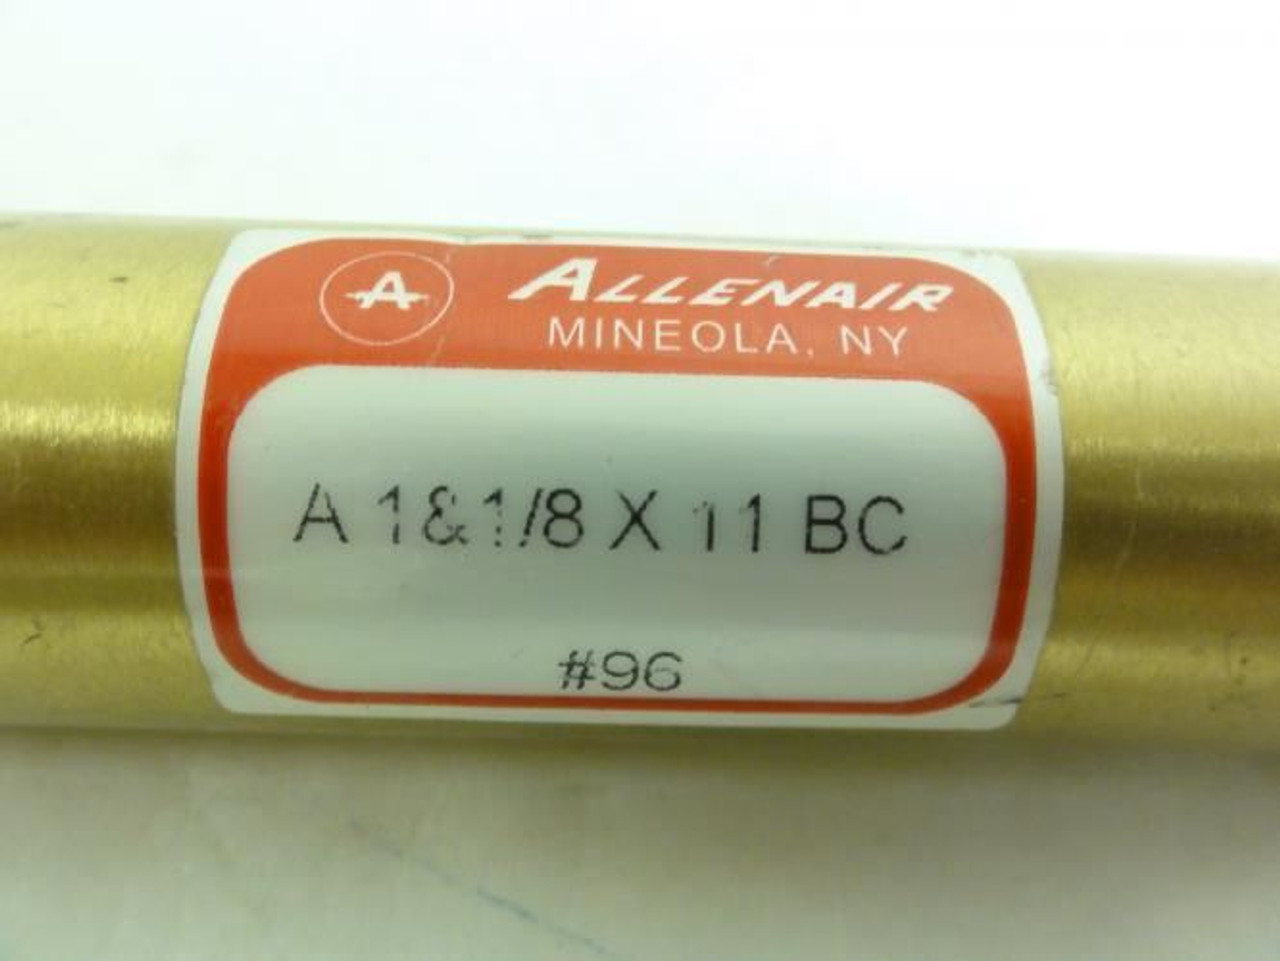 A ALLENAIR
MINEOLA, NY
A 1&1/8 X 11 BC
#96